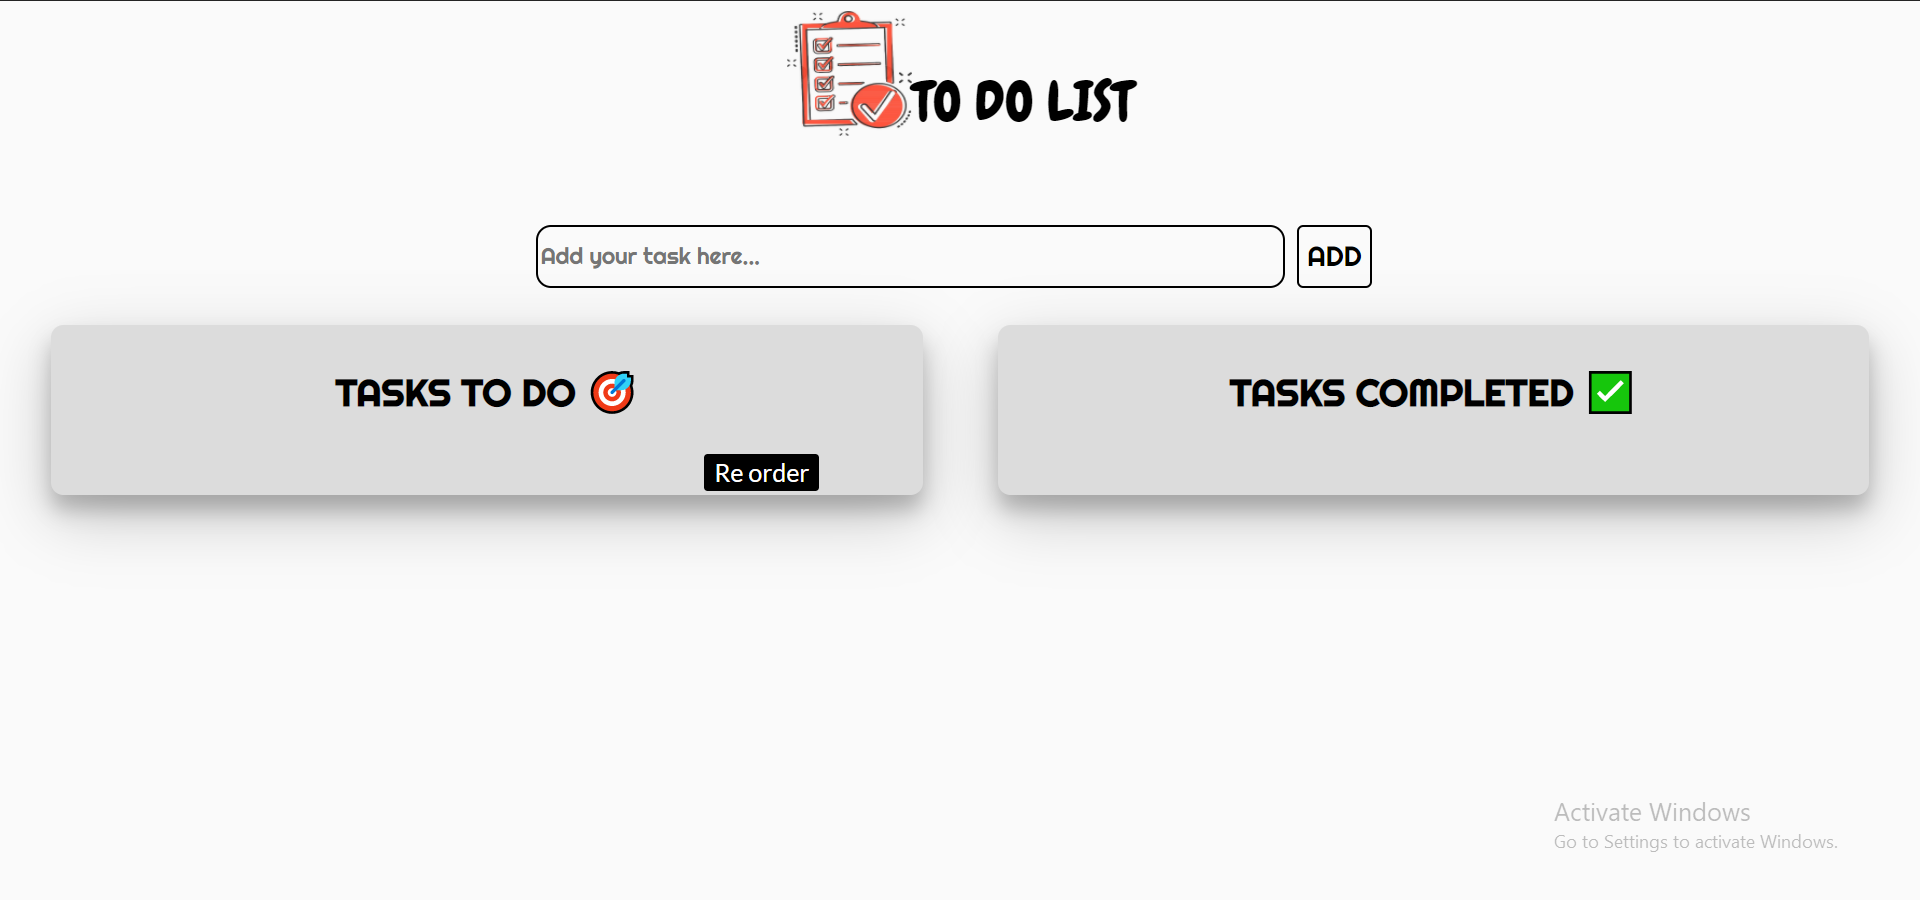 TO DO LIST
Add your task here...
ADD
TASKS TO DO 🎯
TASKS COMPLETED ✅
Re order
Activate Windows
Go to Settings to activate Windows.